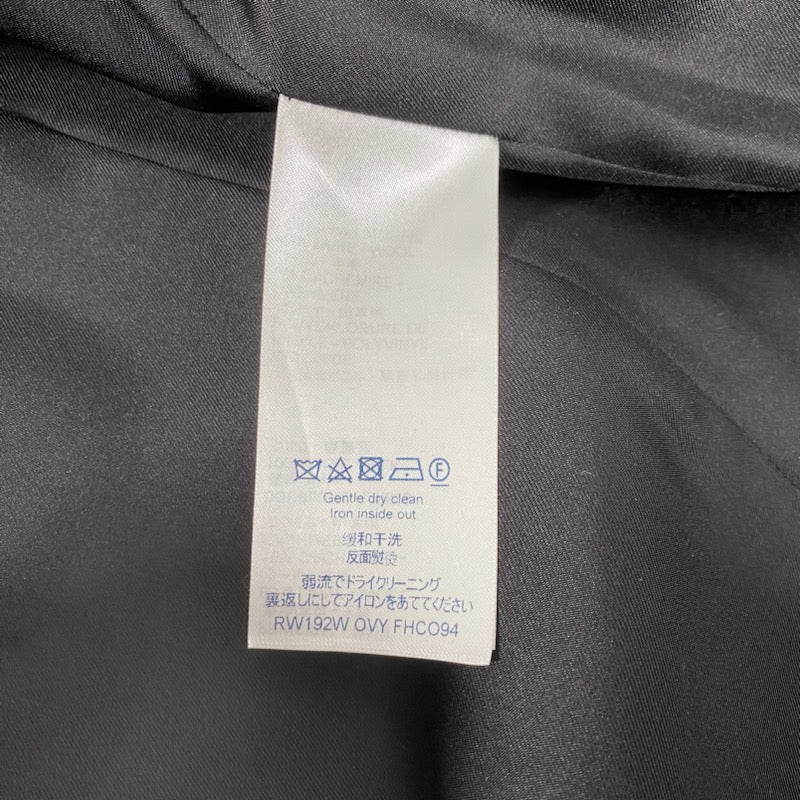 F
Gentle dry clean
Iron inside out
缓和干洗
反面熨烫
弱流でドライクリーニング
裏返しにしてアイロンをあててください
RW192W OVY FHCO94